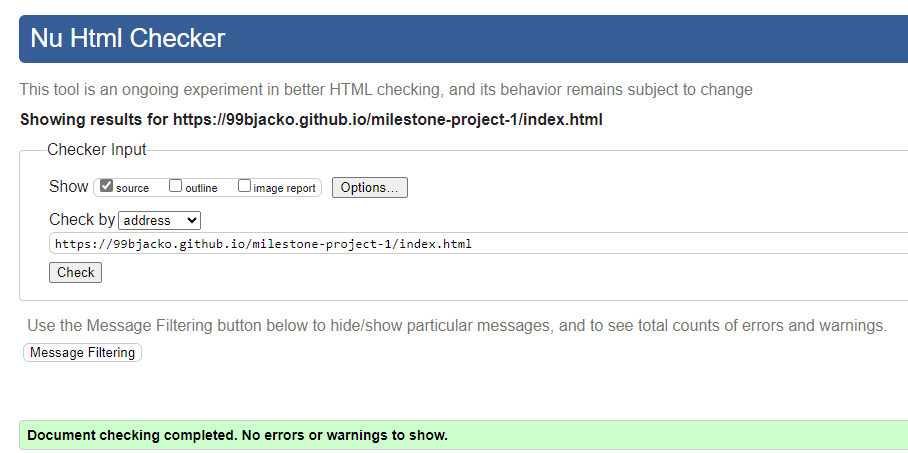 Nu Html Checker
This tool is an ongoing experiment in better HTML checking, and its behavior remains subject to change
Showing results for https://99bjacko.github.io/milestone-project-1/index.html
Checker Input
Show source outline image report Options...
Check by address
https://99bjacko.github.io/milestone-project-1/index.html
Check
Use the Message Filtering button below to hide/show particular messages, and to see total counts of errors and warnings.
Message Filtering
Document checking completed. No errors or warnings to show.